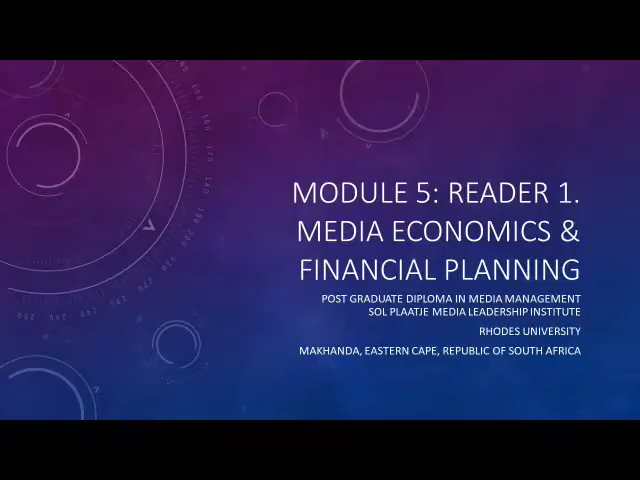 MODULE 5: READER 1.
MEDIA ECONOMICS &
FINANCIAL PLANNING
POST GRADUATE DIPLOMA IN MEDIA MANAGEMENT
SOL PLAATJE MEDIA LEADERSHIP INSTITUTE
RHODES UNIVERSITY
MAKHANDA, EASTERN CAPE, REPUBLIC OF SOUTH AFRICA